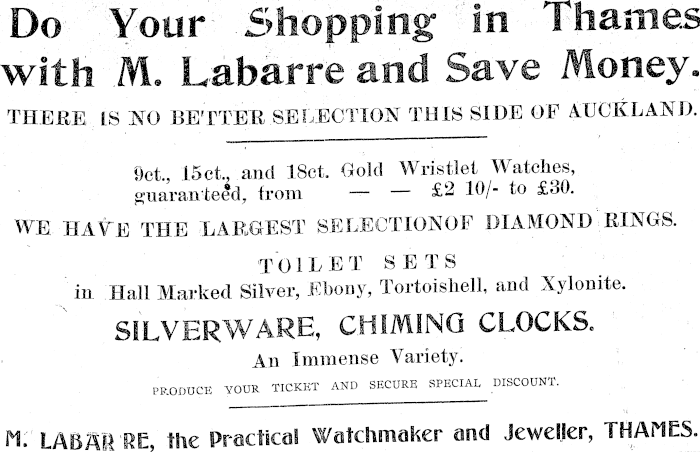 Do Your Shopping in Thames
with M. Labarre and Save Money.
THERE IS NO BETTER SELECTION THIS SIDE OF AUCKLAND.
9ct., 15ct., and 18ct. Gold Wristlet Watches,
guaranteed, from — — £2 10/- to £30.
WE HAVE THE LARGEST SELECTIONOF DIAMOND RINGS.
TOILET SETS
in Hall Marked Silver, Ebony, Tortoishell, and Xylonite.
SILVERWARE, CHIMING CLOCKS.
An Immense Variety.
PRODUCE YOUR TICKET AND SECURE SPECIAL DISCOUNT.
M. LABARRE, the Practical Watchmaker and Jeweller, THAMES.